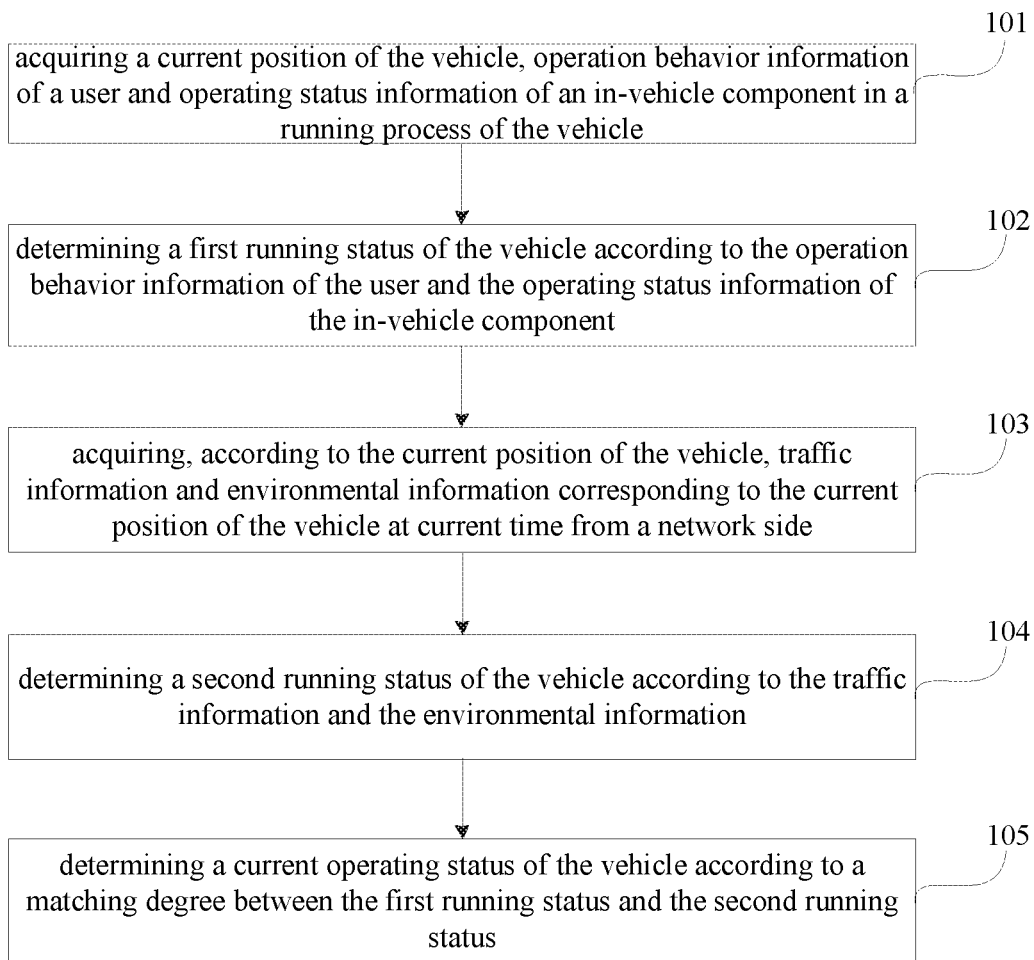 101
acquiring a current position of the vehicle, operation behavior information
of a user and operating status information of an in-vehicle component in a
running process of the vehicle
102
determining a first running status of the vehicle according to the operation
behavior information of the user and the operating status information of
the in-vehicle component
103
acquiring, according to the current position of the vehicle, traffic
information and environmental information corresponding to the current
position of the vehicle at current time from a network side
104
determining a second running status of the vehicle according to the traffic
information and the environmental information
105
determining a current operating status of the vehicle according to a
matching degree between the first running status and the second running
status